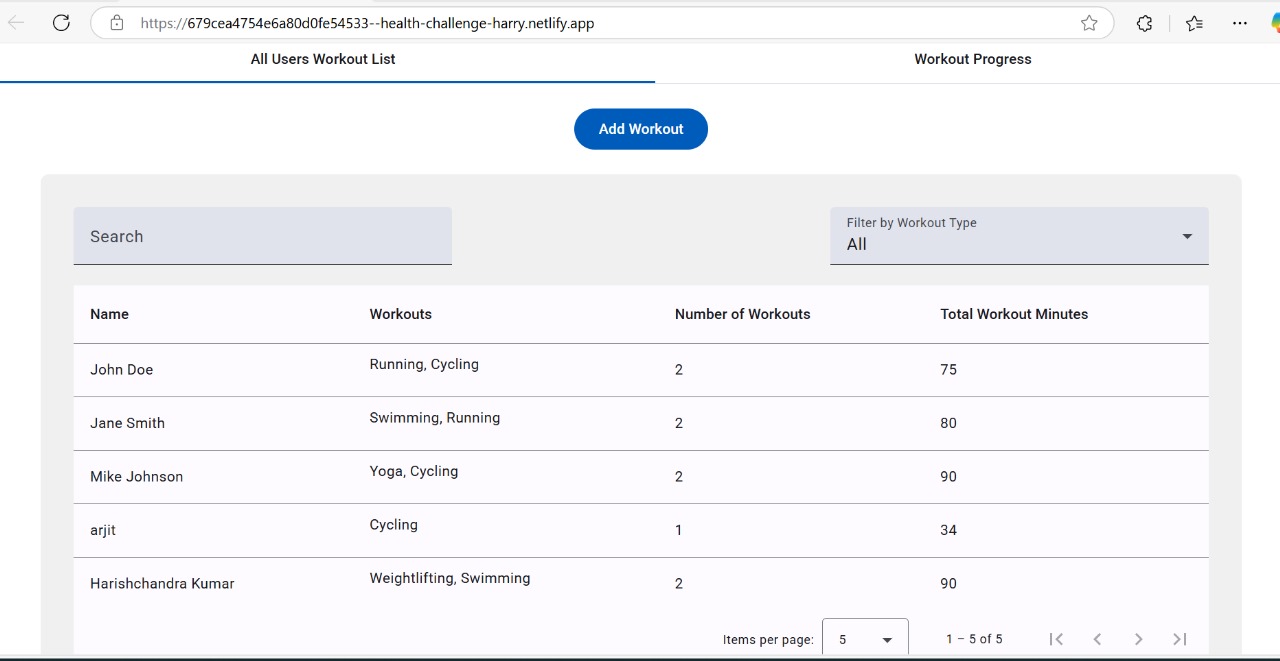 https://679cea4754e6a80d0fe54533--health-challenge-harry.netlify.app
All Users Workout List Workout Progress
Add Workout
Filter by Workout Type
Search All
Name Workouts Number of Workouts Total Workout Minutes
John Doe Running, Cycling 2 75
Jane Smith Swimming, Running 2 80
Mike Johnson Yoga, Cycling 2 90
arjit Cycling 1 34
Harishchandra Kumar Weightlifting, Swimming 2 90
Items per page: 5 1 – 5 of 5